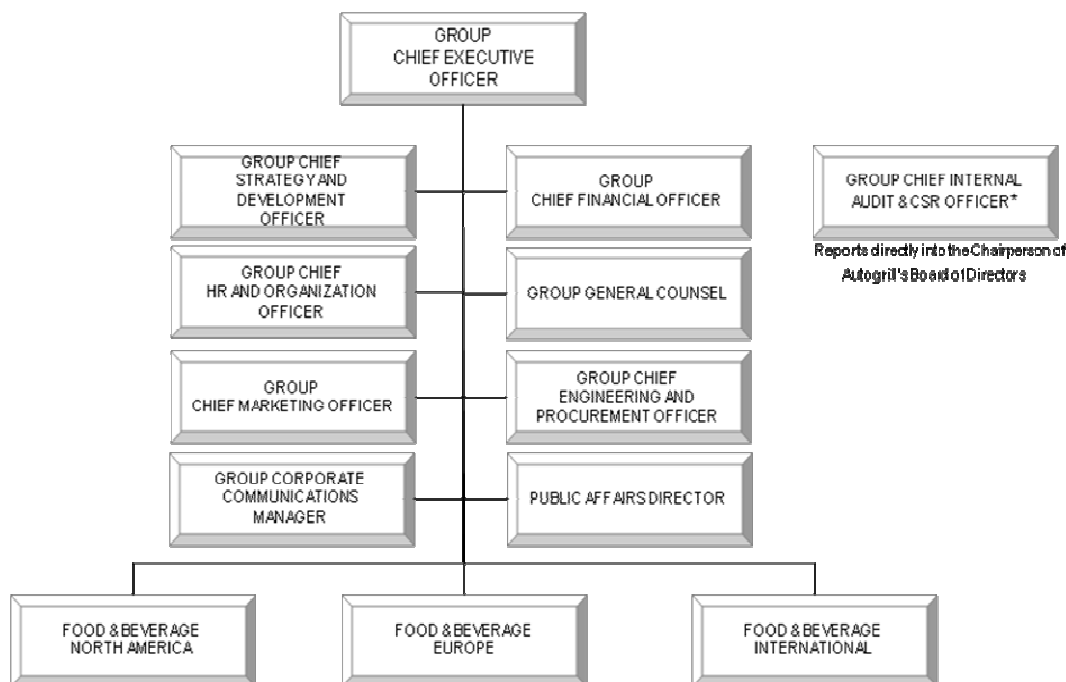 GROUP
CHIEF EXECUTIVE
OFFICER
GROUP CHIEF
STRATEGY AND
DEVELOPMENT
OFFICER
GROUP
CHIEF FINANCIAL OFFICER
GROUP CHIEF INTERNAL
AUDIT & CSR OFFICER*
Reports directly into the Chairperson of
Autogrill's Board of Directors
GROUP CHIEF
HR AND ORGANIZATION
OFFICER
GROUP GENERAL COUNSEL
GROUP
CHIEF MARKETING OFFICER
GROUP CHIEF
ENGINEERING AND
PROCUREMENT OFFICER
GROUP CORPORATE
COMMUNICATIONS
MANAGER
PUBLIC AFFAIRS DIRECTOR
FOOD & BEVERAGE
NORTH AMERICA
FOOD & BEVERAGE
EUROPE
FOOD & BEVERAGE
INTERNATIONAL